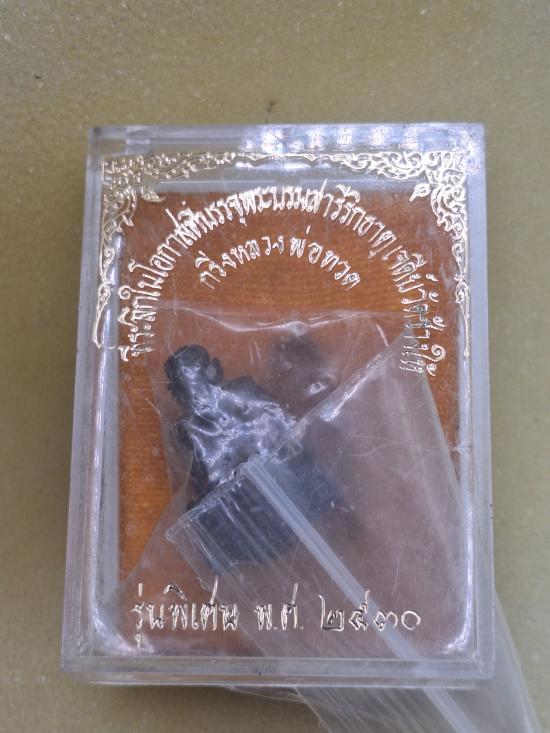 ที่ระลึกในโอกาสที่บรรจุพระบรมสารีริกธาตุเจดีย์วัดช้างให้
กริ่งหลวงพ่อทวด
รุ่นพิเศษ พ.ศ. ๒๕๓๐